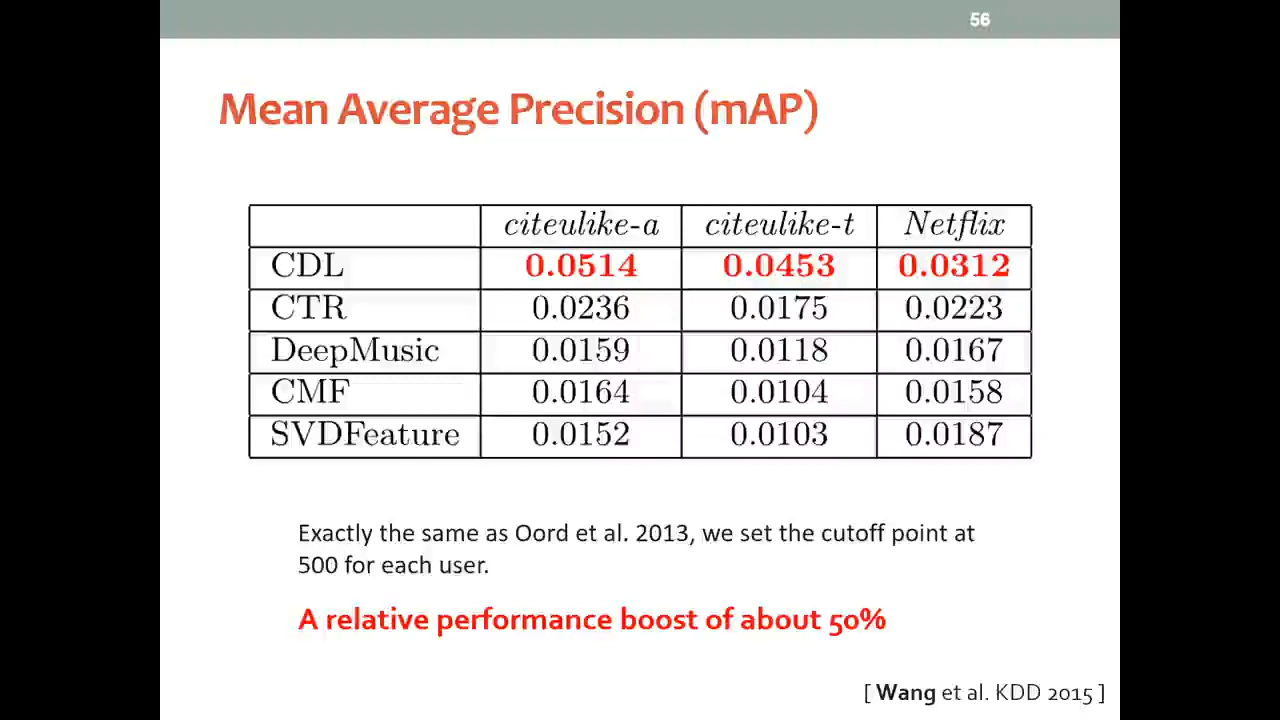 56
Mean Average Precision (mAP)
citeulike-a citeulike-t Netflix
CDL 0.0514 0.0453 0.0312
CTR 0.0236 0.0175 0.0223
DeepMusic 0.0159 0.0118 0.0167
CMF 0.0164 0.0104 0.0158
SVDFeature 0.0152 0.0103 0.0187
Exactly the same as Oord et al. 2013, we set the cutoff point at
500 for each user.
A relative performance boost of about 50%
[ Wang et al. KDD 2015 ]